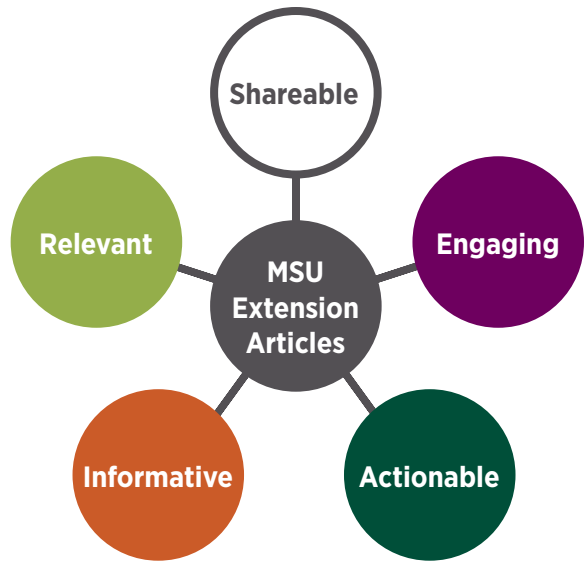 Shareable
Relevant
Engaging
MSU
Extension
Articles
Informative
Actionable